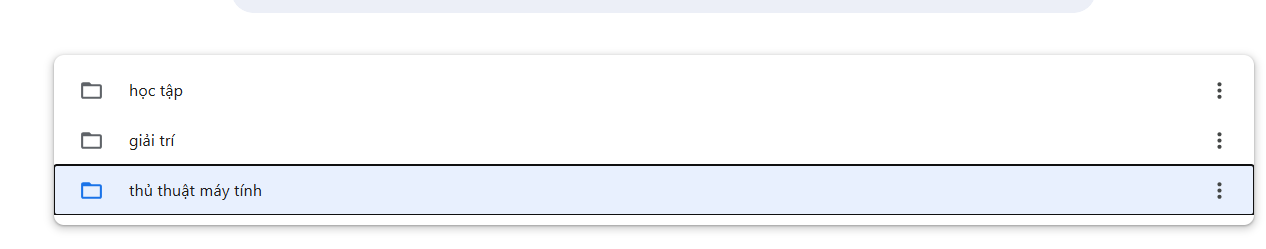 học tập
giải trí
thủ thuật máy tính